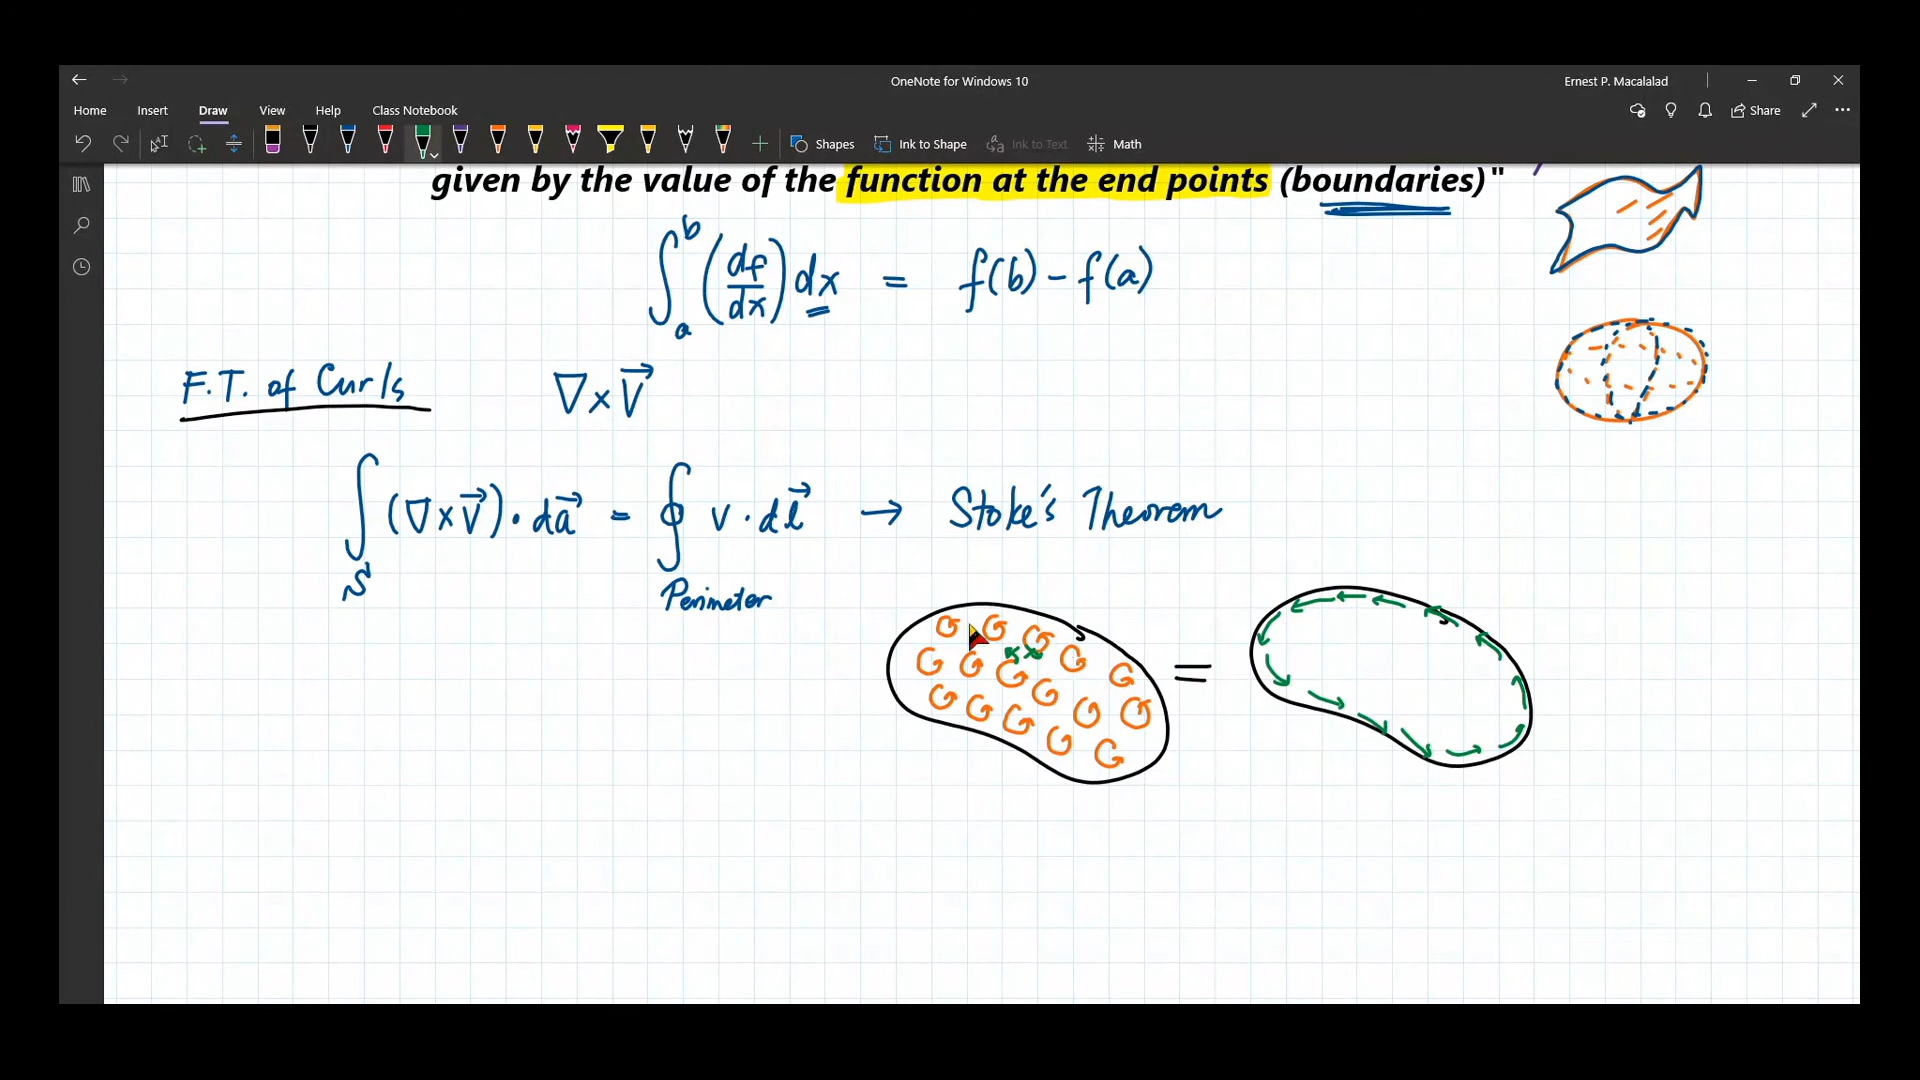 OneNote for Windows 10
Ernest P. Macalalad
Home Insert Draw View Help Class Notebook
Share
Shapes Ink to Shape Ink to Text Math
given by the value of the function at the end points (boundaries)"
∫_a^b (df/dx) dx = f(b) - f(a)
F.T. of Curls ∇×V⃗
∫_S (∇×V⃗)·da⃗ = ∮ v·dl⃗ → Stoke's Theorem
Perimeter
=